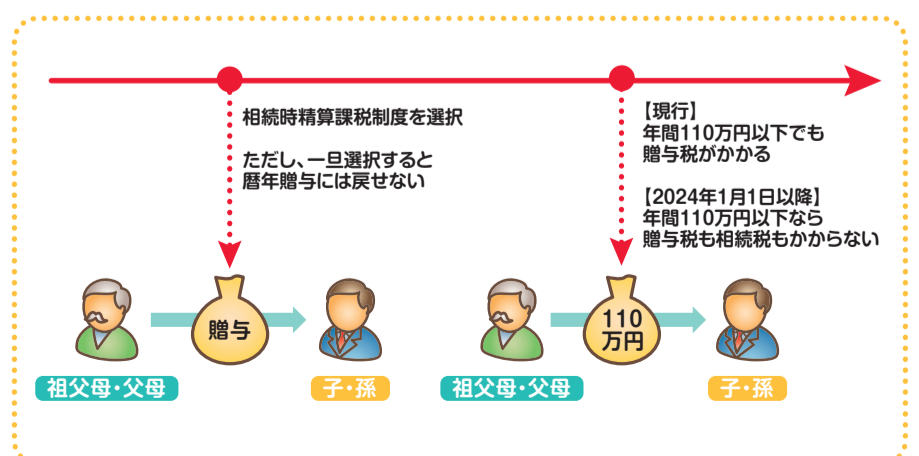 相続時精算課税制度を選択
ただし、一旦選択すると
暦年贈与には戻せない
【現行】
年間110万円以下でも
贈与税がかかる
【2024年1月1日以降】
年間110万円以下なら
贈与税も相続税もかからない
贈与
110
万円
祖父母・父母
子・孫
祖父母・父母
子・孫